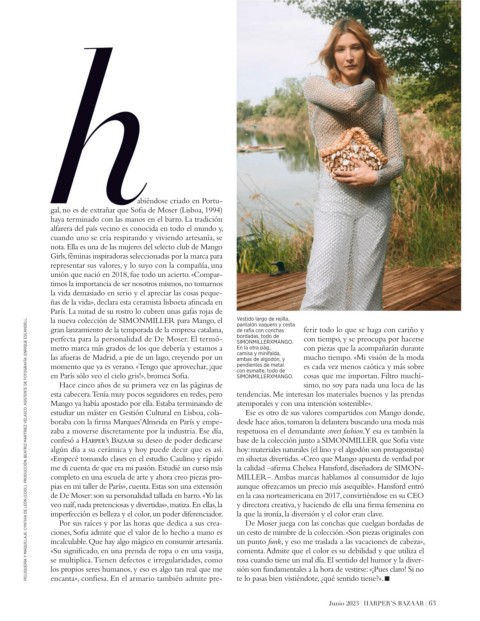 h
abiéndose criado en Portu-
gal, no es de extrañar que Sofía de Moser (Lisboa, 1994)
haya terminado con las manos en el barro. La tradición
alfarera del país vecino es conocida en todo el mundo y,
cuando uno se cría respirando y viviendo artesanía, se
nota. Ella es una de las mujeres del selecto club de Mango
Girls, féminas inspiradoras seleccionadas por la marca para
representar sus valores, y lo suyo con la compañía, una
unión que nació en 2018, fue todo un acierto. «Compar-
timos la importancia de ser nosotros mismos, no tomarnos
la vida demasiado en serio y el apreciar las cosas peque-
ñas de la vida», declara esta ceramista lisboeta afincada en
París. La mitad de su rostro lo cubren unas gafas rojas de
la nueva colección de SIMONMILLER para Mango, el
gran lanzamiento de la temporada de la empresa catalana,
perfecta para la personalidad de De Moser. El termó-
metro marca más grados de los que debería y estamos a
las afueras de Madrid, a pie de un lago, creyendo por un
momento que ya es verano. «Tengo que aprovechar, ¡que
en París sólo veo el cielo gris!», bromea Sofía.
Hace cinco años de su primera vez en las páginas de
esta cabecera. Tenía muy pocos seguidores en redes, pero
Mango ya había apostado por ella. Estaba terminando de
estudiar un máster en Gestión Cultural en Lisboa, cola-
boraba con la firma Marques'Almeida en París y empe-
zaba a moverse discretamente por la industria. Ese día,
confesó a HARPER'S BAZAAR su deseo de poder dedicarse
algún día a su cerámica y hoy puede decir que es así.
«Empecé tomando clases en el estudio Caulino y rápido
me di cuenta de que era mi pasión. Estudié un curso más
completo en una escuela de arte y ahora creo piezas pro-
pias en mi taller de París», cuenta. Estas son una extensión
de De Moser: son su personalidad tallada en barro. «Yo las
veo naíf, nada pretenciosas y divertidas», matiza. En ellas, la
imperfección es belleza y el color, un poder diferenciador.
Por sus raíces y por las horas que dedica a sus crea-
ciones, Sofía admite que el valor de lo hecho a mano es
incalculable. Que hay algo mágico en consumir artesanía.
«Su significado, en una prenda de ropa o en una vasija,
se multiplica. Tienen defectos e irregularidades, como
los propios seres humanos, y eso es algo tan real que me
encanta», confiesa. En el armario también admite pre-
Vestido largo de rejilla,
pantalón vaquero y cesta
de rafia con conchas
bordadas, todo de
SIMONMILLERXMANGO.
En la otra pág.,
camisa y minifalda,
ambas de algodón, y
pendientes de metal
con esmalte, todo de
SIMONMILLERXMANGO.
ferir todo lo que se haga con cariño y
con tiempo, y se preocupa por hacerse
con piezas que la acompañarán durante
mucho tiempo. «Mi visión de la moda
es cada vez menos caótica y más sobre
cosas que me importan. Filtro muchí-
simo, no soy para nada una loca de las
tendencias. Me interesan los materiales buenos y las prendas
atemporales y con una intención sostenible».
Ese es otro de sus valores compartidos con Mango donde,
desde hace años, tomaron la delantera buscando una moda más
respetuosa en el denominante street fashion. Y esa es también la
base de la colección junto a SIMONMILLER que Sofía viste
hoy: materiales naturales (el lino y el algodón son protagonistas)
en siluetas divertidas. «Creo que Mango apuesta de verdad por
la calidad –afirma Chelsea Hansford, diseñadora de SIMON-
MILLER–. Ambas marcas hablamos al consumidor de lujo
aunque ofrezcamos un precio más asequible». Hansford entró
en la casa norteamericana en 2017, convirtiéndose en su CEO
y directora creativa, y haciendo de ella una firma femenina en
la que la ironía, la diversión y el color eran clave.
De Moser juega con las conchas que cuelgan bordadas de
un cesto de mimbre de la colección. «Son piezas originales con
un punto funk, y eso me traslada a las vacaciones de cabeza»,
comenta. Admite que el color es su debilidad y que utiliza el
rosa cuando tiene un mal día. El sentido del humor y la diver-
sión son fundamentales a la hora de vestirse: «¡Pues claro! Si no
te lo pasas bien vistiéndote, ¿qué sentido tiene?». ■
Junio 2023 | HARPER'S BAZAAR | 63